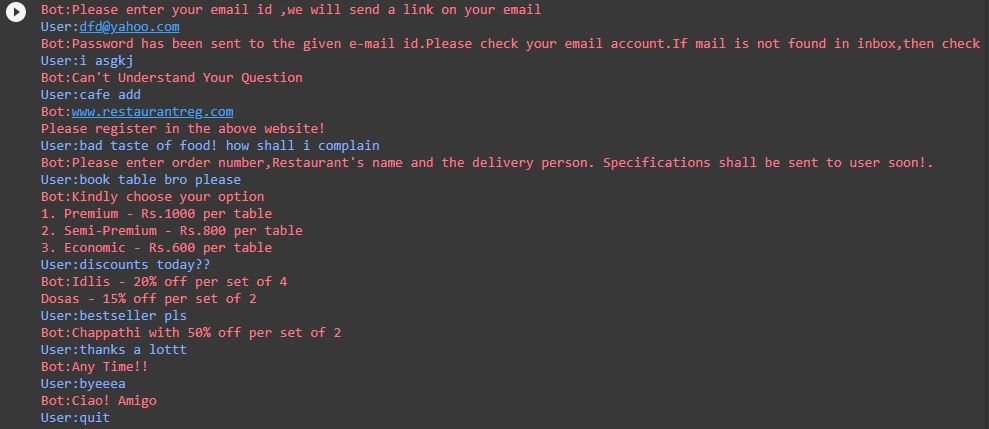 Bot:Please enter your email id ,we will send a link on your email
User:dfd@yahoo.com
Bot:Password has been sent to the given e-mail id.Please check your email account.If mail is not found in inbox,then check
User:i asgkj
Bot:Can't Understand Your Question
User:cafe add
Bot:www.restaurantreg.com
Please register in the above website!
User:bad taste of food! how shall i complain
Bot:Please enter order number,Restaurant's name and the delivery person. Specifications shall be sent to user soon!.
User:book table bro please
Bot:Kindly choose your option
1. Premium - Rs.1000 per table
2. Semi-Premium - Rs.800 per table
3. Economic - Rs.600 per table
User:discounts today??
Bot:Idlis - 20% off per set of 4
Dosas - 15% off per set of 2
User:bestseller pls
Bot:Chappathi with 50% off per set of 2
User:thanks a lottt
Bot:Any Time!!
User:byeeea
Bot:Ciao! Amigo
User:quit